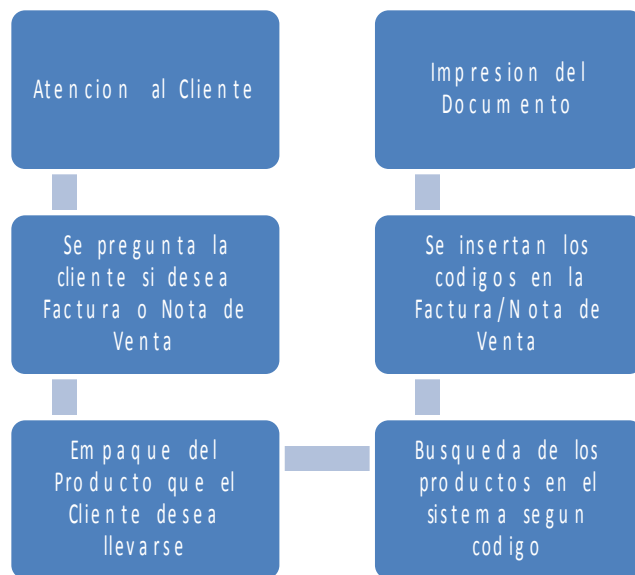 Atencion al Cliente
Se pregunta la
cliente si desea
Factura o Nota de
Venta
Empaque del
Producto que el
Cliente desea
llevarse
Busqueda de los
productos en el
sistema segun
codigo
Se insertan los
codigos en la
Factura/Nota de
Venta
Impresion del
Documento